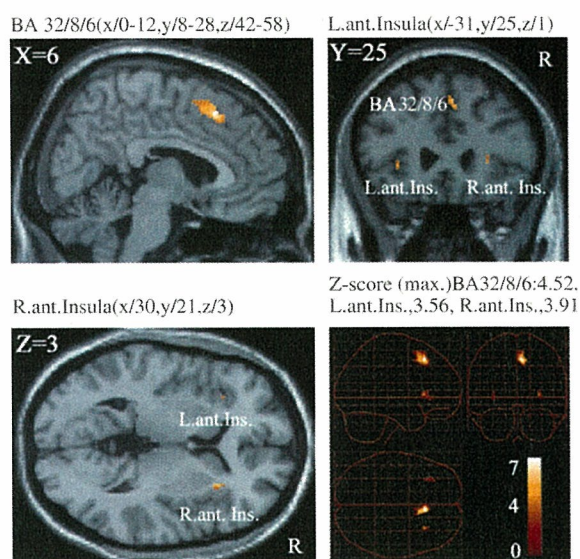 BA 32/8/6(x/0-12,y/8-28,z/42-58)
X=6
L.ant.Insula(x/-31,y/25,z/1)
Y=25
R
BA32/8/6
L.ant.Ins.
R.ant. Ins.
R.ant.Insula(x/30,y/21,z/3)
Z=3
L.ant.Ins.
R.ant. Ins.
R
Z-score (max.)BA32/8/6:4.52,
L.ant.Ins.,3.56, R.ant.Ins.,3.91
7
4
0